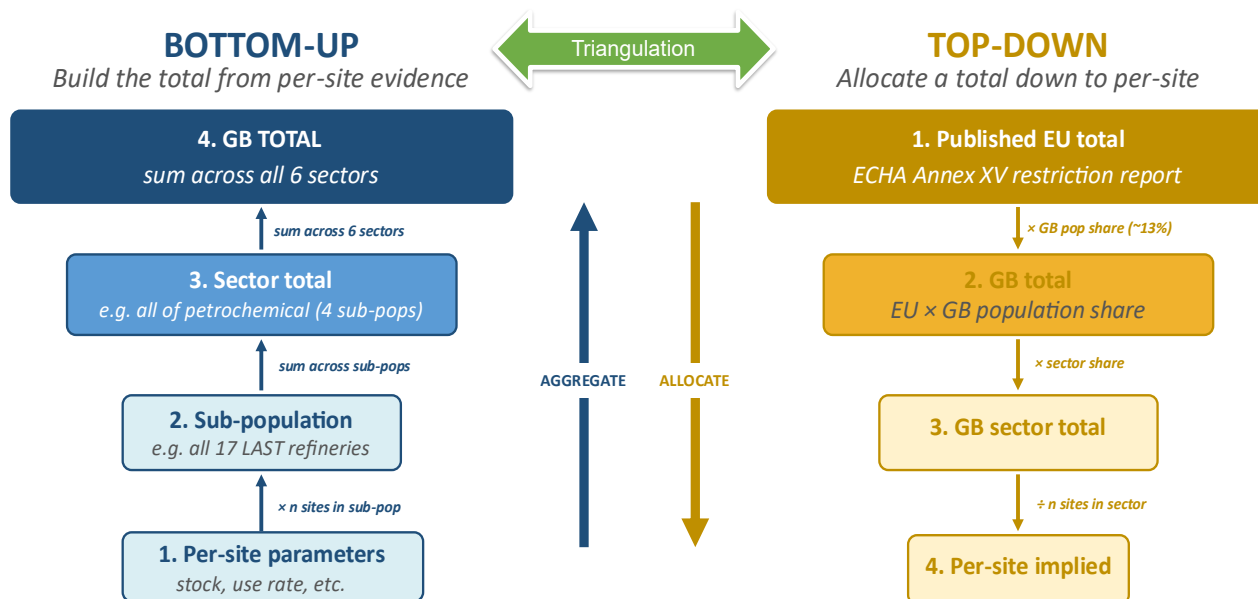 BOTTOM-UP
Build the total from per-site evidence
Triangulation
TOP-DOWN
Allocate a total down to per-site
4. GB TOTAL
sum across all 6 sectors
sum across 6 sectors
3. Sector total
e.g. all of petrochemical (4 sub-pops)
sum across sub-pops
2. Sub-population
e.g. all 17 LAST refineries
× n sites in sub-pop
1. Per-site parameters
stock, use rate, etc.
AGGREGATE
ALLOCATE
1. Published EU total
ECHA Annex XV restriction report
× GB pop share (~13%)
2. GB total
EU × GB population share
× sector share
3. GB sector total
÷ n sites in sector
4. Per-site implied